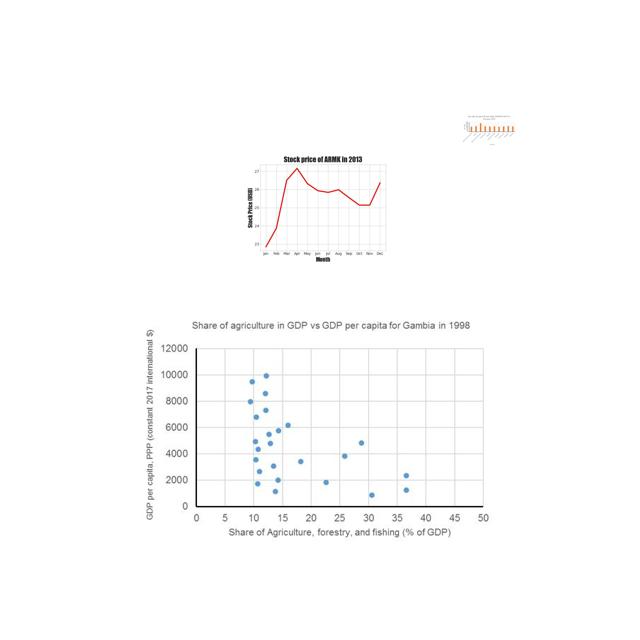 Stock price of ARMK in 2013
Stock Price (USD)
27
26
25
24
23
Jan Feb Mar Apr May Jun Jul Aug Sep Oct Nov Dec
Month
Share of agriculture in GDP vs GDP per capita for Gambia in 1998
GDP per capita, PPP (constant 2017 international $)
12000
10000
8000
6000
4000
2000
0
0 5 10 15 20 25 30 35 40 45 50
Share of Agriculture, forestry, and fishing (% of GDP)